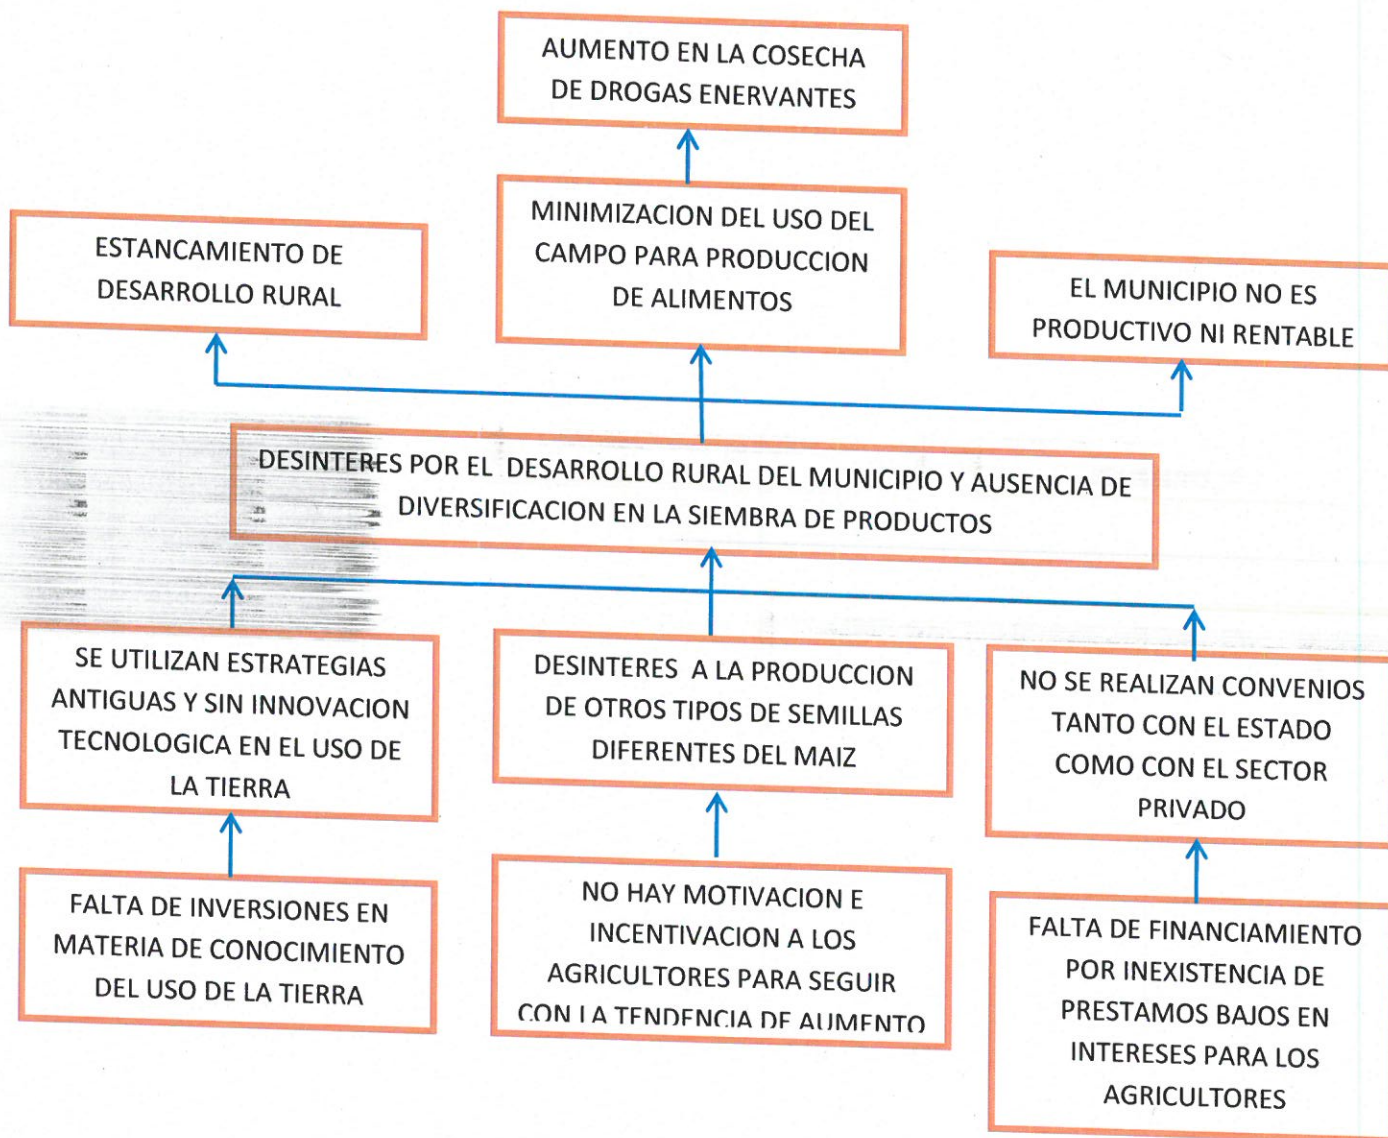 AUMENTO EN LA COSECHA
DE DROGAS ENERVANTES
MINIMIZACION DEL USO DEL
CAMPO PARA PRODUCCION
DE ALIMENTOS
ESTANCAMIENTO DE
DESARROLLO RURAL
EL MUNICIPIO NO ES
PRODUCTIVO NI RENTABLE
DESINTERES POR EL DESARROLLO RURAL DEL MUNICIPIO Y AUSENCIA DE
DIVERSIFICACION EN LA SIEMBRA DE PRODUCTOS
SE UTILIZAN ESTRATEGIAS
ANTIGUAS Y SIN INNOVACION
TECNOLOGICA EN EL USO DE
LA TIERRA
DESINTERES A LA PRODUCCION
DE OTROS TIPOS DE SEMILLAS
DIFERENTES DEL MAIZ
NO SE REALIZAN CONVENIOS
TANTO CON EL ESTADO
COMO CON EL SECTOR
PRIVADO
FALTA DE INVERSIONES EN
MATERIA DE CONOCIMIENTO
DEL USO DE LA TIERRA
NO HAY MOTIVACION E
INCENTIVACION A LOS
AGRICULTORES PARA SEGUIR
CON LA TENDENCIA DE AUMENTO
FALTA DE FINANCIAMIENTO
POR INEXISTENCIA DE
PRESTAMOS BAJOS EN
INTERESES PARA LOS
AGRICULTORES